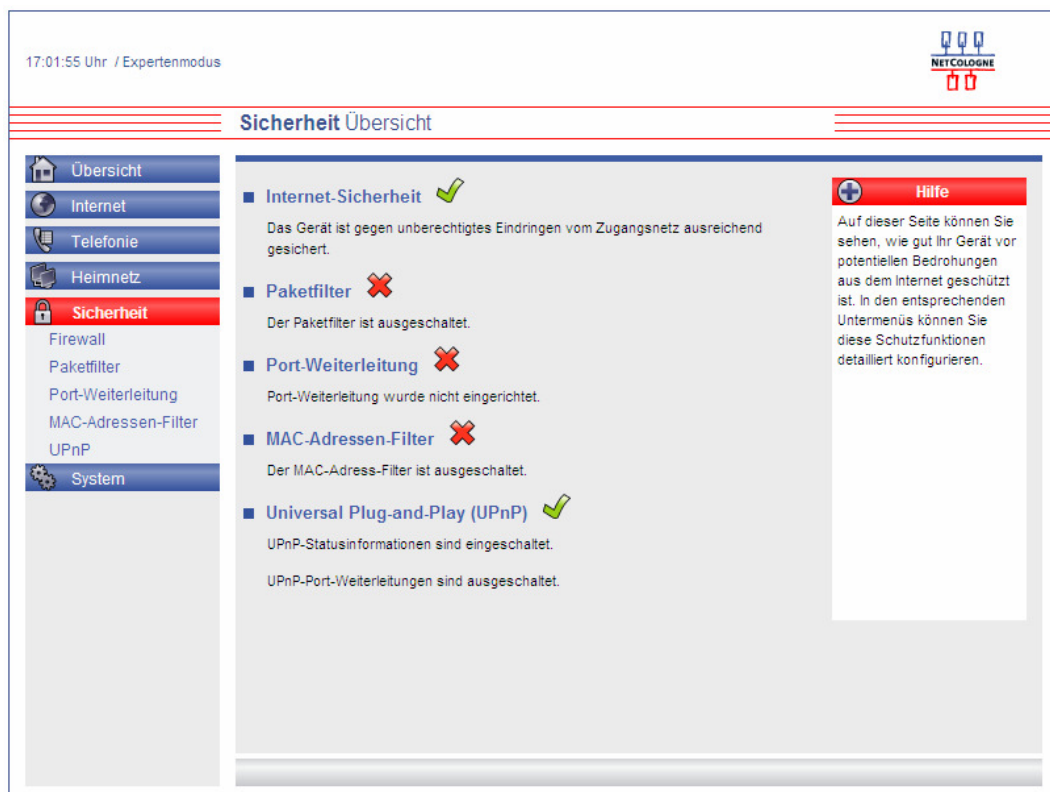 17:01:55 Uhr / Expertenmodus
NETCOLOGNE
Sicherheit Übersicht
Übersicht
Internet
Telefonie
Heimnetz
Sicherheit
Firewall
Paketfilter
Port-Weiterleitung
MAC-Adressen-Filter
UPnP
System
Internet-Sicherheit
Das Gerät ist gegen unberechtigtes Eindringen vom Zugangsnetz ausreichend
gesichert.
Paketfilter
Der Paketfilter ist ausgeschaltet.
Port-Weiterleitung
Port-Weiterleitung wurde nicht eingerichtet.
MAC-Adressen-Filter
Der MAC-Adress-Filter ist ausgeschaltet.
Universal Plug-and-Play (UPnP)
UPnP-Statusinformationen sind eingeschaltet.
UPnP-Port-Weiterleitungen sind ausgeschaltet.
Hilfe
Auf dieser Seite können Sie
sehen, wie gut Ihr Gerät vor
potentiellen Bedrohungen
aus dem Internet geschützt
ist. In den entsprechenden
Untermenüs können Sie
diese Schutzfunktionen
detailliert konfigurieren.